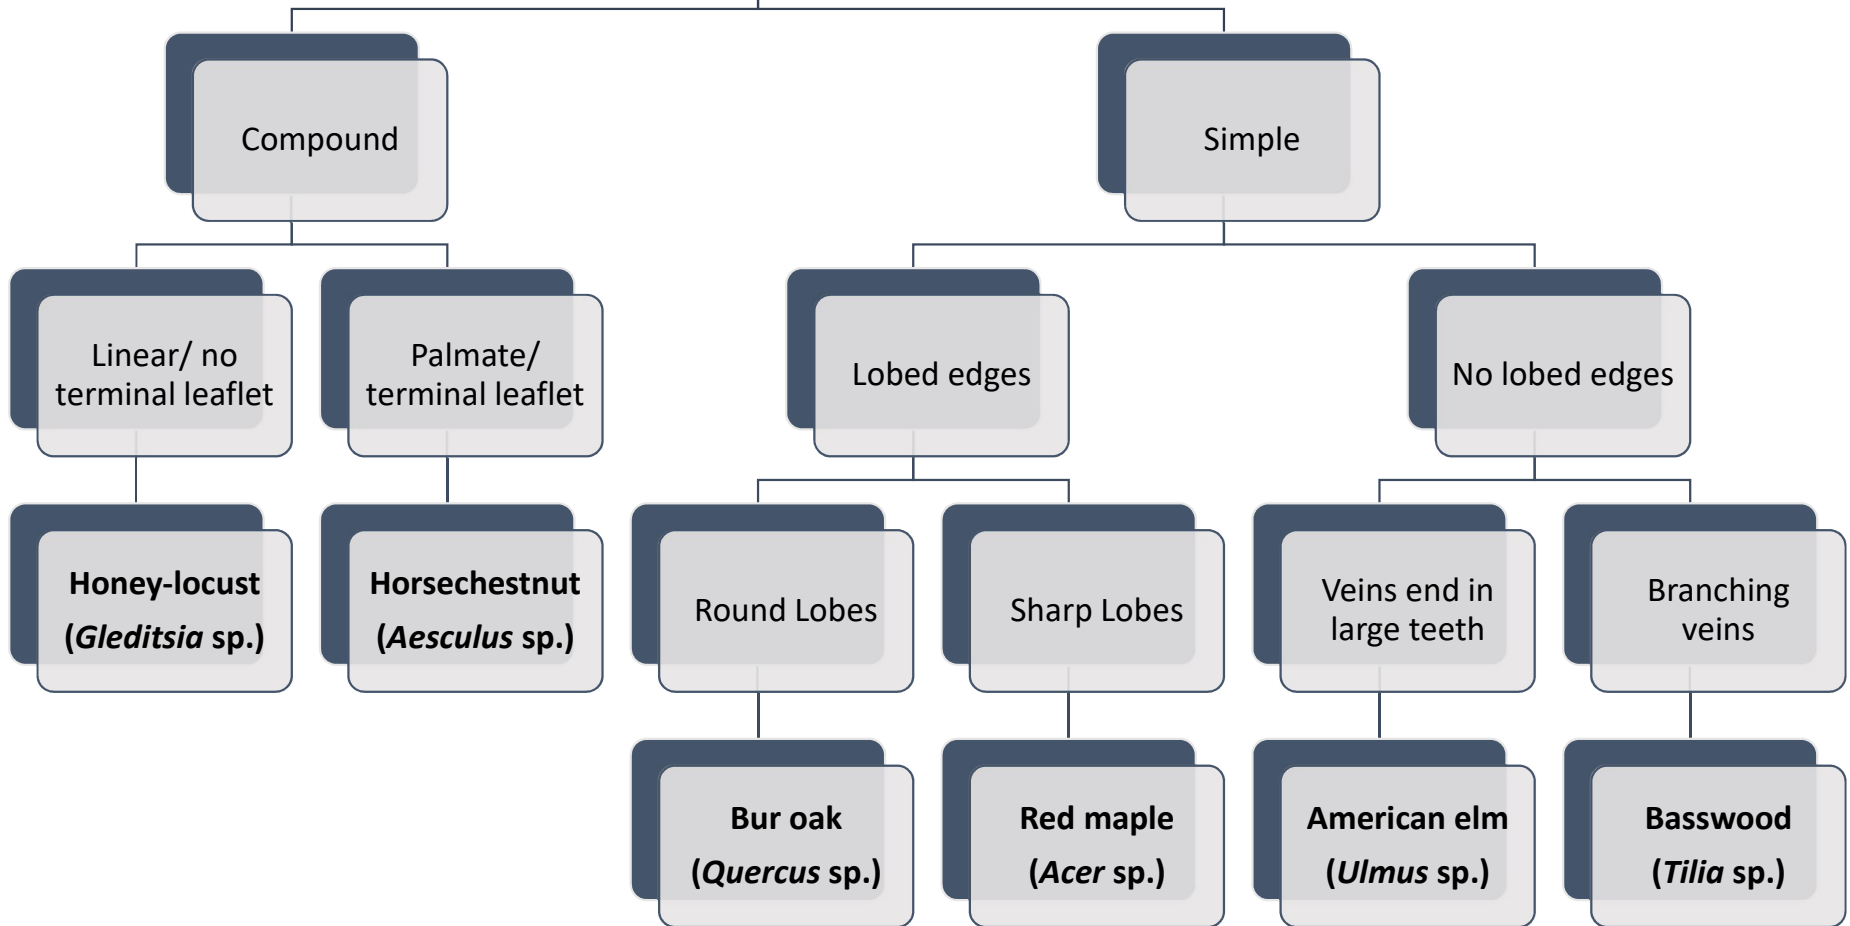 Compound
Simple
Linear/ no
terminal leaflet
Palmate/
terminal leaflet
Lobed edges
No lobed edges
Honey-locust
(Gleditsia sp.)
Horsechestnut
(Aesculus sp.)
Round Lobes
Sharp Lobes
Veins end in
large teeth
Branching
veins
Bur oak
(Quercus sp.)
Red maple
(Acer sp.)
American elm
(Ulmus sp.)
Basswood
(Tilia sp.)